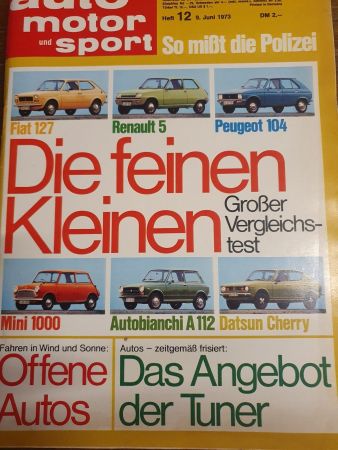 auto
motor
und sport
Heft 12 9. Juni 1973 DM 2,–
So mißt die Polizei
Fiat 127 Renault 5 Peugeot 104
Die feinen
Kleinen
Großer
Vergleichs-
test
Mini 1000 Autobianchi A 112 Datsun Cherry
Fahren in Wind und Sonne:
Offene
Autos
Autos – zeitgemäß frisiert:
Das Angebot
der Tuner